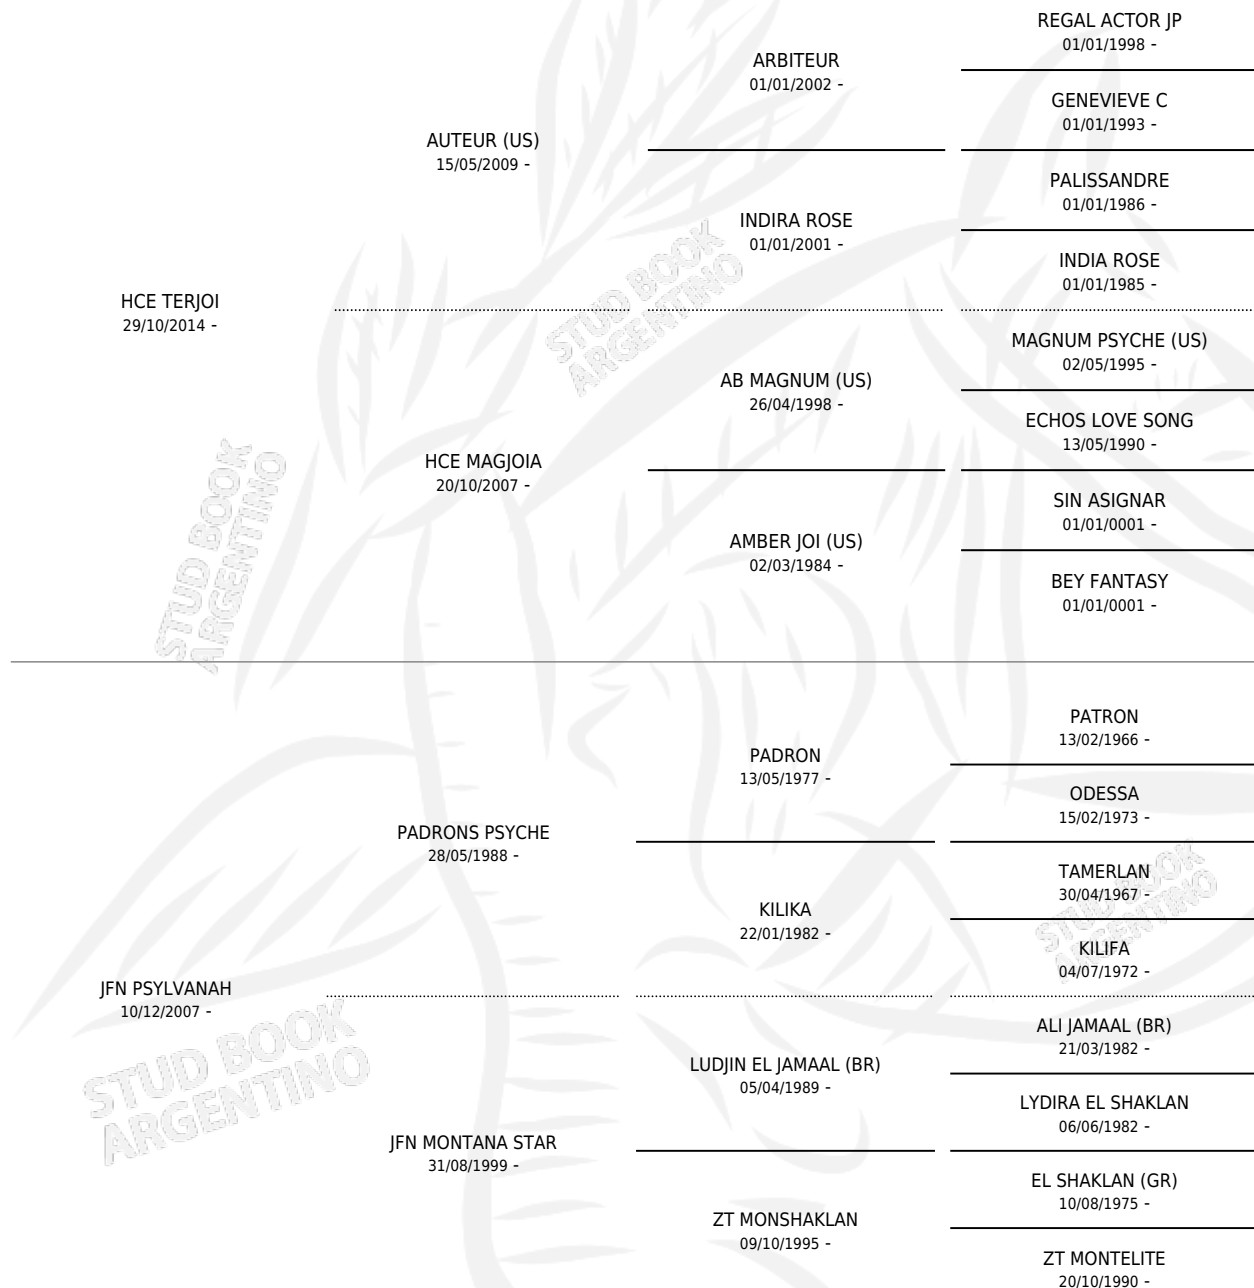 REGAL ACTOR JP
01/01/1998 -
ARBITEUR
01/01/2002 -
GENEVIEVE C
01/01/1993 -
AUTEUR (US)
15/05/2009 -
PALISSANDRE
01/01/1986 -
INDIRA ROSE
01/01/2001 -
INDIA ROSE
01/01/1985 -
HCE TERJOI
29/10/2014 -
MAGNUM PSYCHE (US)
02/05/1995 -
AB MAGNUM (US)
26/04/1998 -
ECHOS LOVE SONG
13/05/1990 -
HCE MAGJOIA
20/10/2007 -
SIN ASIGNAR
01/01/0001 -
AMBER JOI (US)
02/03/1984 -
BEY FANTASY
01/01/0001 -
PATRON
13/02/1966 -
PADRON
13/05/1977 -
ODESSA
15/02/1973 -
PADRONS PSYCHE
28/05/1988 -
TAMERLAN
30/04/1967 -
KILIKA
22/01/1982 -
KILIFA
04/07/1972 -
JFN PSYLVANAH
10/12/2007 -
ALI JAMAAL (BR)
21/03/1982 -
LUDJIN EL JAMAAL (BR)
05/04/1989 -
LYDIRA EL SHAKLAN
06/06/1982 -
JFN MONTANA STAR
31/08/1999 -
EL SHAKLAN (GR)
10/08/1975 -
ZT MONSHAKLAN
09/10/1995 -
ZT MONTELITE
20/10/1990 -
STUD BOOK
ARGENTINO
STUD BOOK
ARGENTINO
STUD BOOK
ARGENTINO
STUD BOOK
ARGENTINO